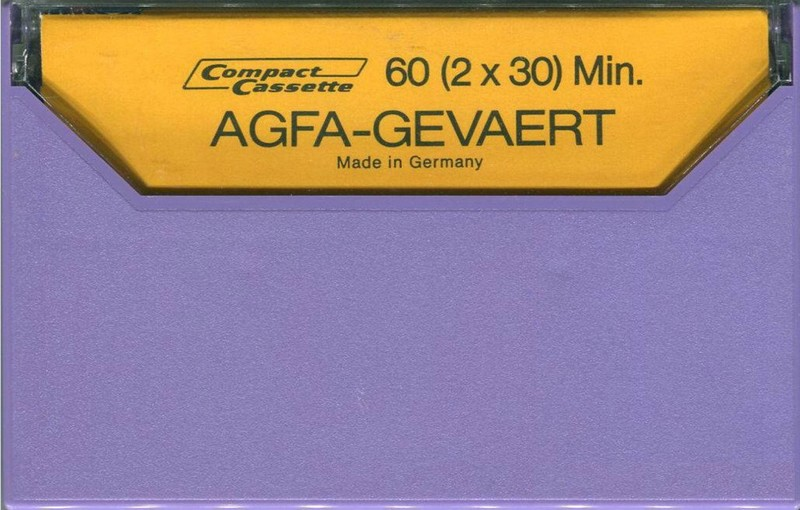 Compact Cassette 60 (2 x 30) Min.
AGFA-GEVAERT
Made in Germany